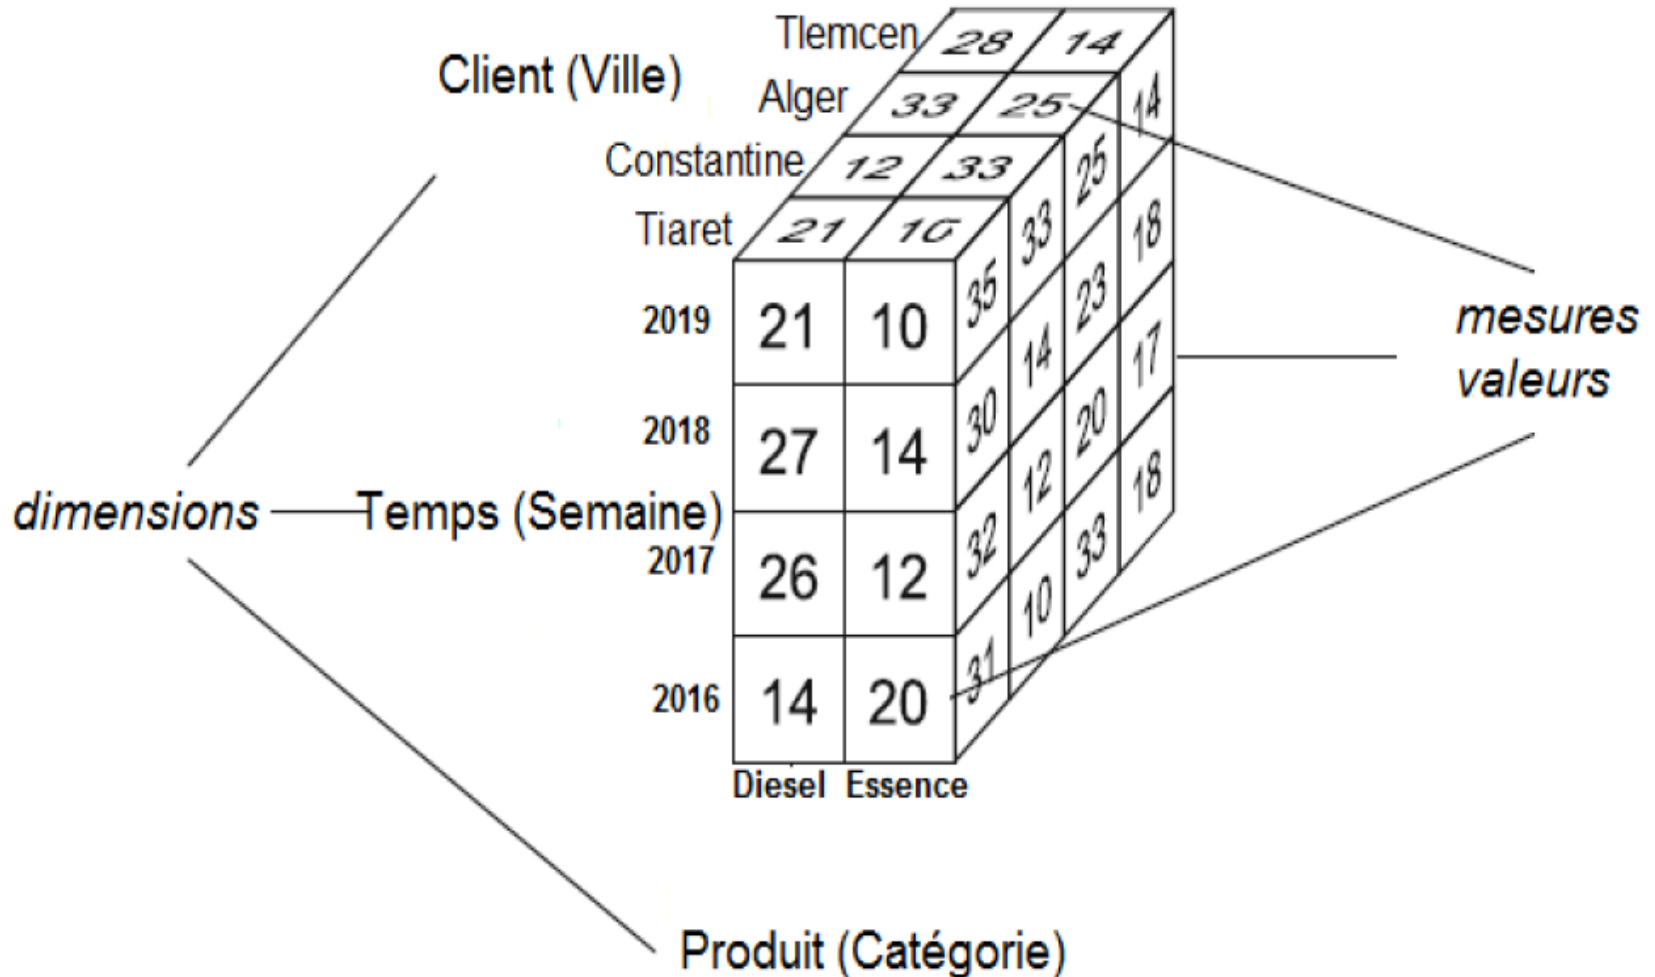 Client (Ville)
Tlemcen 28 14
Alger 33 25
Constantine 12 33
Tiaret 21 10
2019 21 10 35 33 25 14
2018 27 14 30 14 23 18
dimensions
Temps (Semaine)
2017 26 12 32 12 20 17
2016 14 20 31 10 33 18
Diesel Essence
mesures
valeurs
Produit (Catégorie)